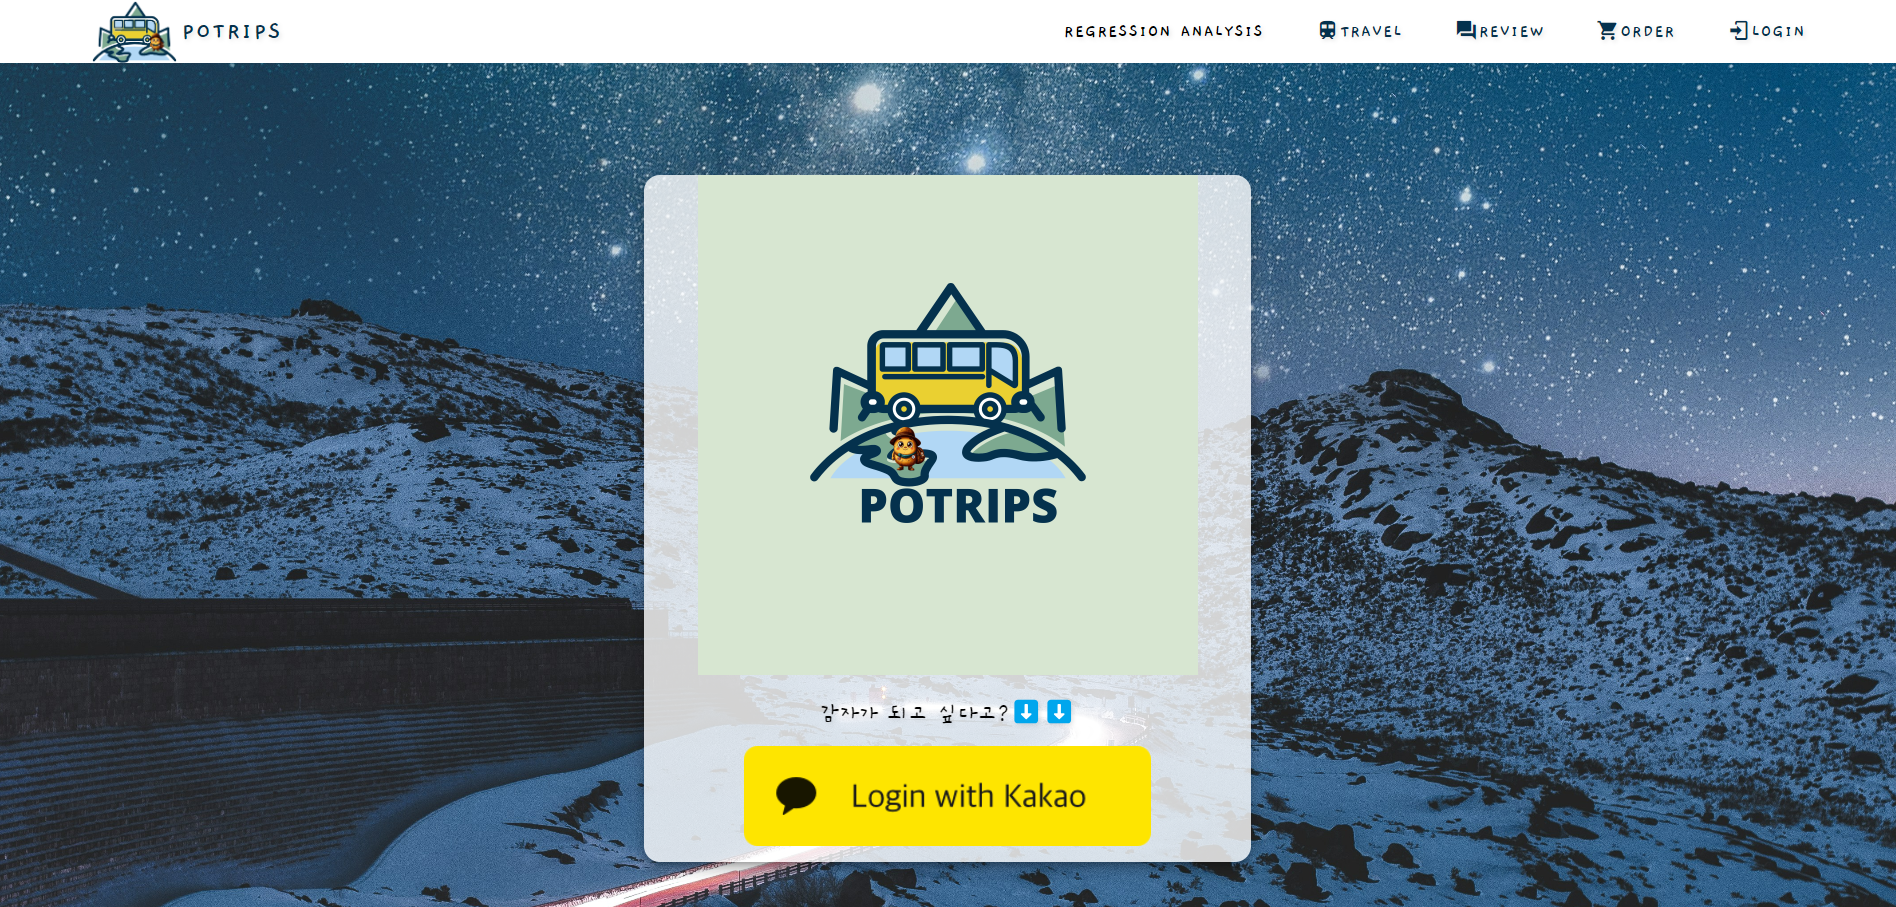 POTRIPS
REGRESSION ANALYSIS
TRAVEL
REVIEW
ORDER
LOGIN
POTRIPS
감자가 되고 싶다고?⬇️ ⬇️
Login with Kakao